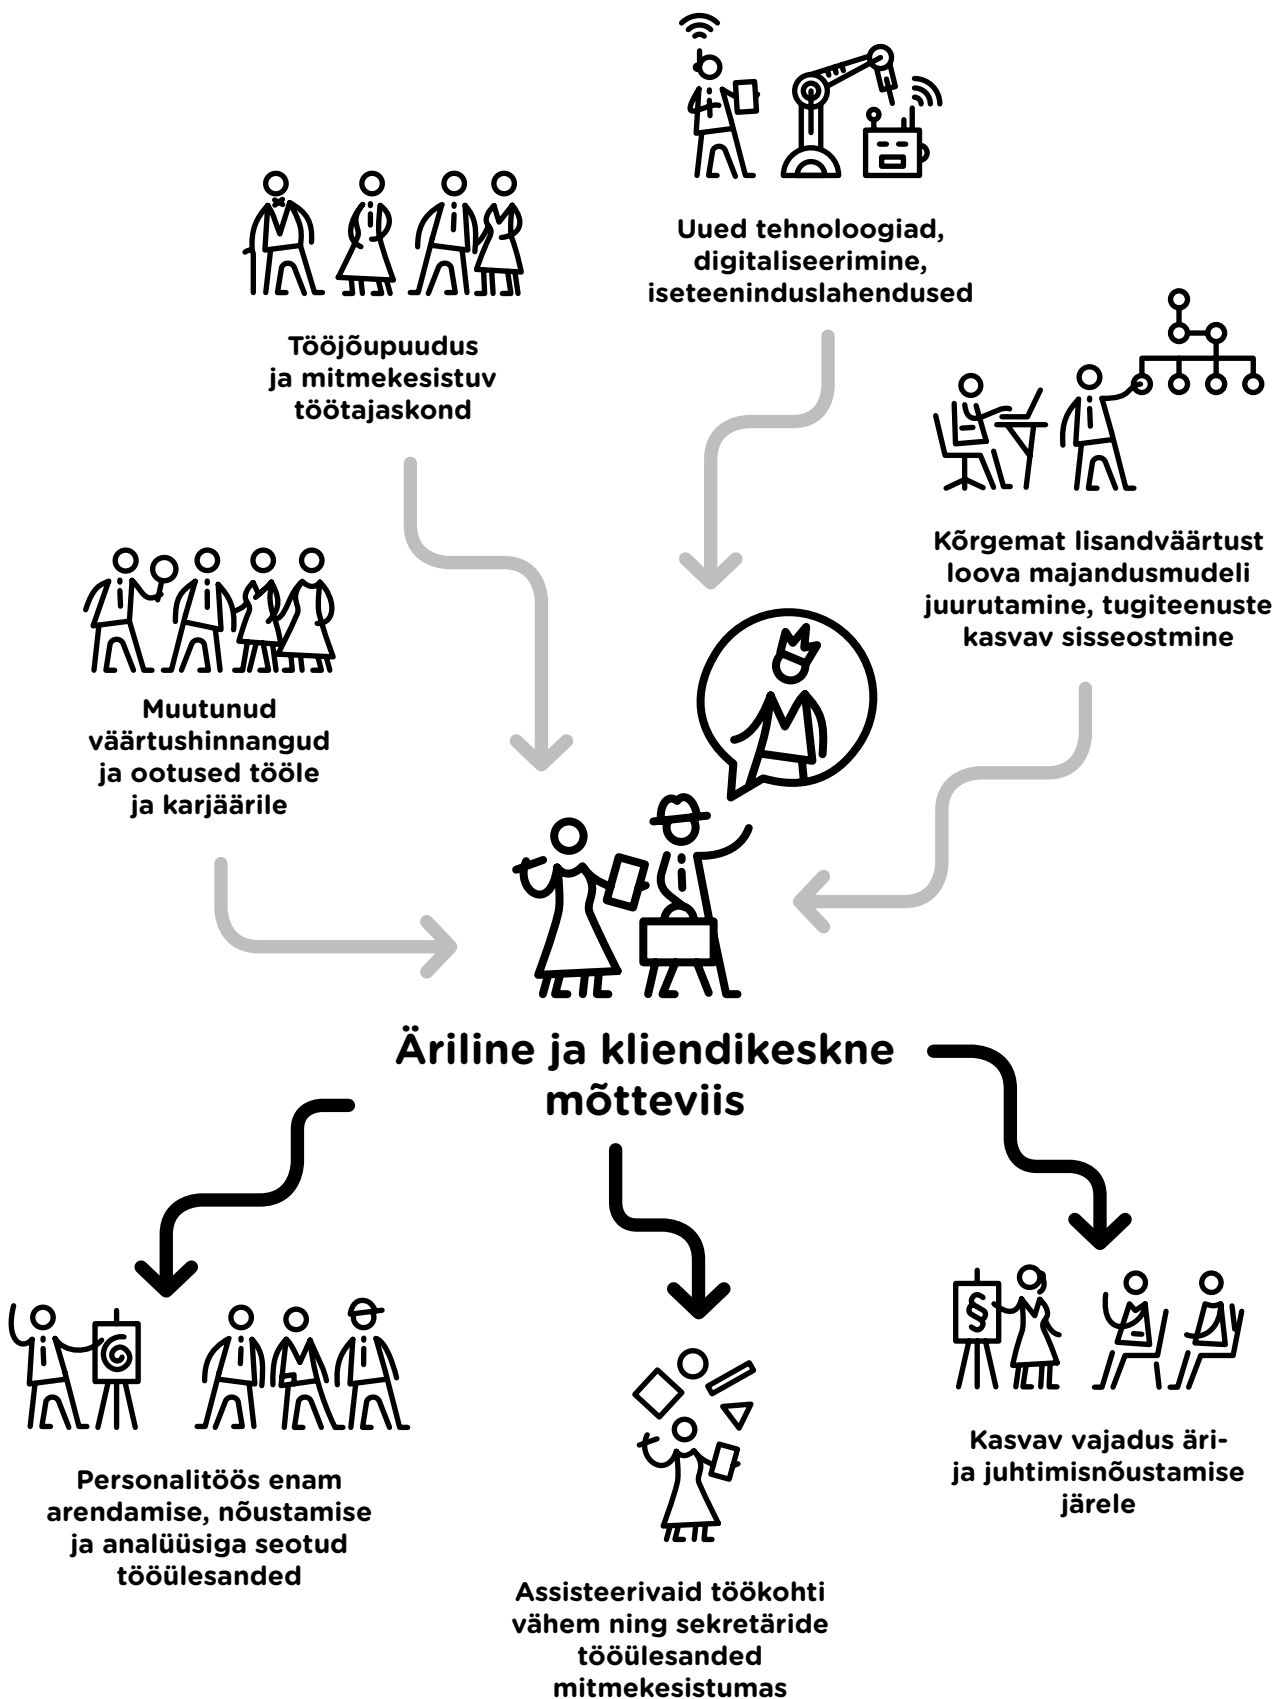 Uued tehnoloogiad,
digitaliseerimine,
iseteeninduslahendused
Tööjõupuudus
ja mitmekesistuv
töötajaskond
Kõrgemat lisandväärtust
loova majandusmudeli
juurutamine, tugiteenuste
kasvav sisseostmine
Muutunud
väärtushinnangud
ja ootused tööle
ja karjäärile
Äriline ja kliendikeskne
mõtteviis
§
Personalitöös enam
arendamise, nõustamise
ja analüüsiga seotud
tööülesanded
Assisteerivaid töökohti
vähem ning sekretäride
tööülesanded
mitmekesistumas
Kasvav vajadus äri-
ja juhtimisnõustamise
järele